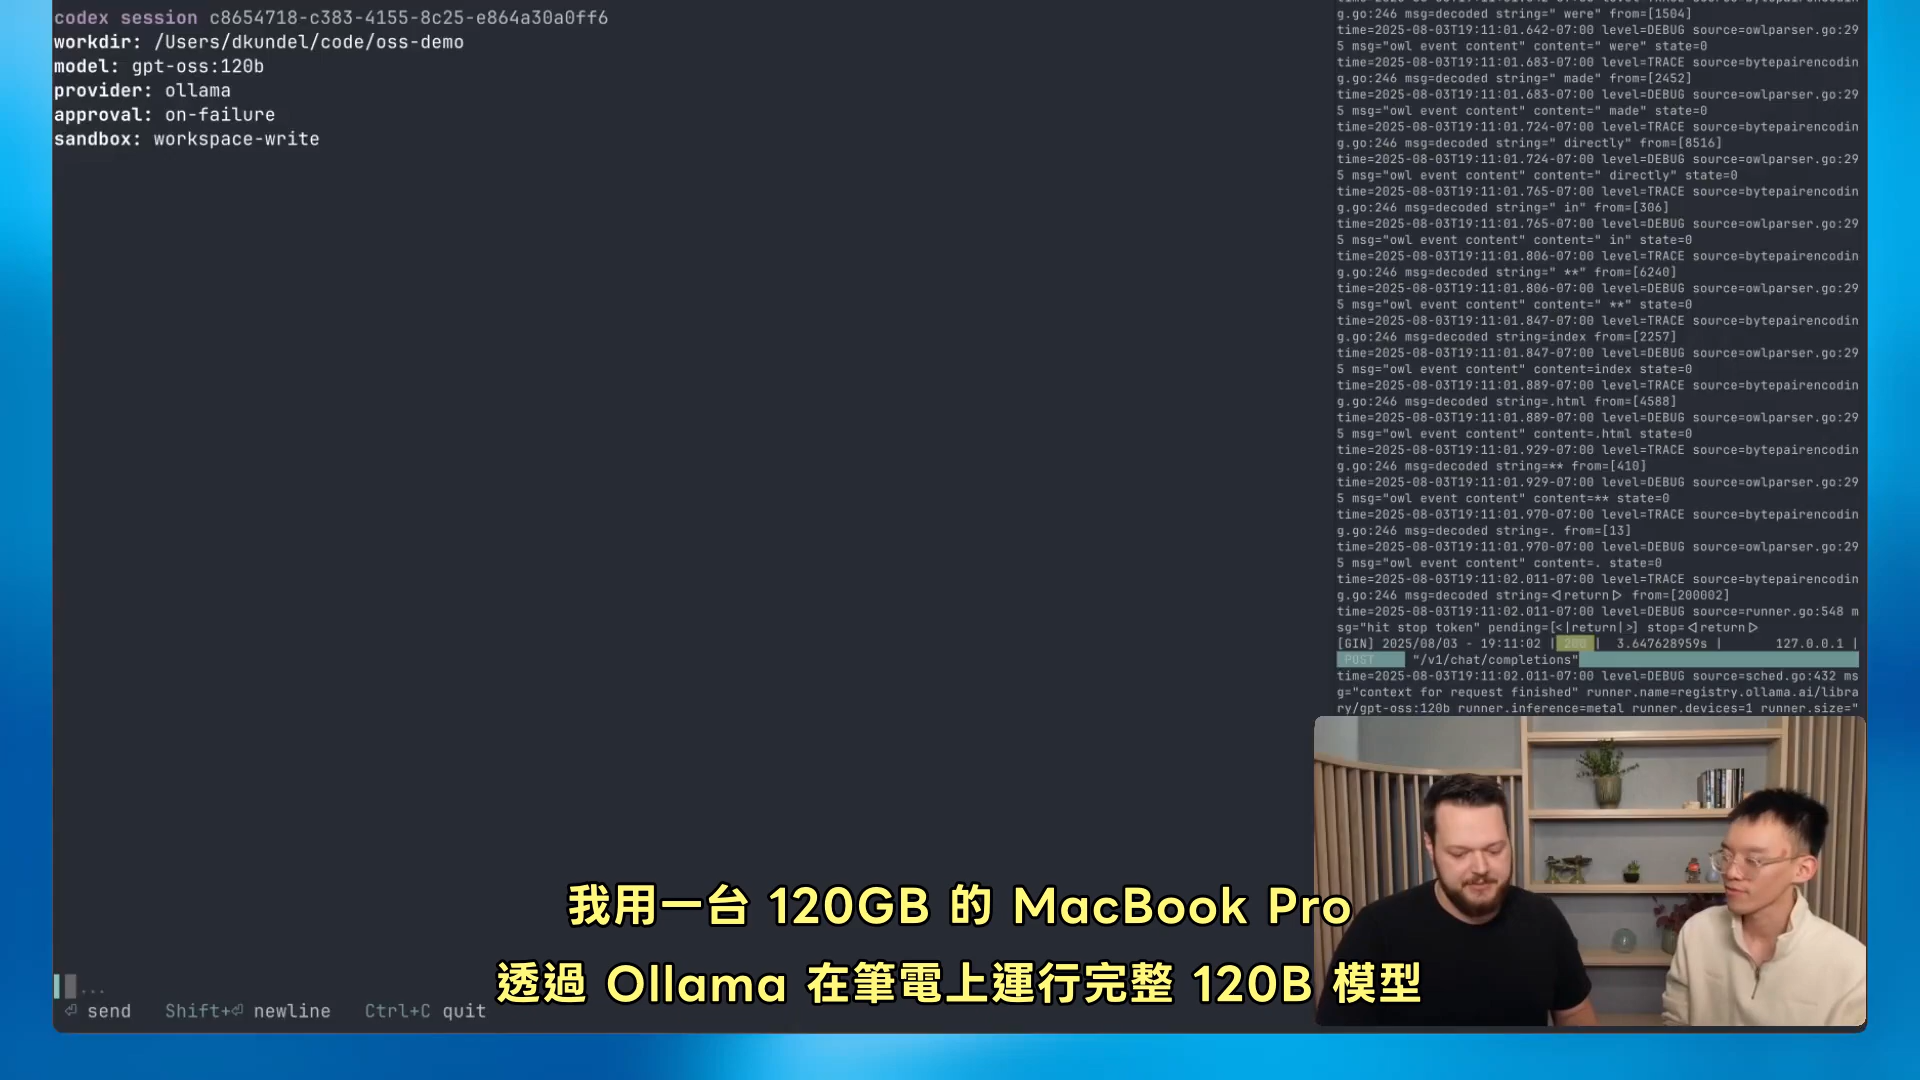 codex session c8654718-c383-4155-8c25-e864a30a0ff6
workdir: /Users/dkundel/code/oss-demo
model: gpt-oss:120b
provider: ollama
approval: on-failure
sandbox: workspace-write
g.go:246 msg=decoded string=" were" from=[1504]
time=2025-08-03T19:11:01.642-07:00 level=DEBUG source=owlparser.go:29
5 msg="owl event content" content=" were" state=0
time=2025-08-03T19:11:01.683-07:00 level=TRACE source=bytepairencodin
g.go:246 msg=decoded string=" made" from=[2452]
time=2025-08-03T19:11:01.683-07:00 level=DEBUG source=owlparser.go:29
5 msg="owl event content" content=" made" state=0
time=2025-08-03T19:11:01.724-07:00 level=TRACE source=bytepairencodin
g.go:246 msg=decoded string=" directly" from=[8516]
time=2025-08-03T19:11:01.724-07:00 level=DEBUG source=owlparser.go:29
5 msg="owl event content" content=" directly" state=0
time=2025-08-03T19:11:01.765-07:00 level=TRACE source=bytepairencodin
g.go:246 msg=decoded string=" in" from=[306]
time=2025-08-03T19:11:01.765-07:00 level=DEBUG source=owlparser.go:29
5 msg="owl event content" content=" in" state=0
time=2025-08-03T19:11:01.806-07:00 level=TRACE source=bytepairencodin
g.go:246 msg=decoded string=" **" from=[6240]
time=2025-08-03T19:11:01.806-07:00 level=DEBUG source=owlparser.go:29
5 msg="owl event content" content=" **" state=0
time=2025-08-03T19:11:01.847-07:00 level=TRACE source=bytepairencodin
g.go:246 msg=decoded string=index from=[2257]
time=2025-08-03T19:11:01.847-07:00 level=DEBUG source=owlparser.go:29
5 msg="owl event content" content=index state=0
time=2025-08-03T19:11:01.889-07:00 level=TRACE source=bytepairencodin
g.go:246 msg=decoded string=.html from=[4588]
time=2025-08-03T19:11:01.889-07:00 level=DEBUG source=owlparser.go:29
5 msg="owl event content" content=.html state=0
time=2025-08-03T19:11:01.929-07:00 level=TRACE source=bytepairencodin
g.go:246 msg=decoded string=** from=[410]
time=2025-08-03T19:11:01.929-07:00 level=DEBUG source=owlparser.go:29
5 msg="owl event content" content=** state=0
time=2025-08-03T19:11:01.970-07:00 level=TRACE source=bytepairencodin
g.go:246 msg=decoded string=. from=[13]
time=2025-08-03T19:11:01.970-07:00 level=DEBUG source=owlparser.go:29
5 msg="owl event content" content=. state=0
time=2025-08-03T19:11:02.011-07:00 level=TRACE source=bytepairencodin
g.go:246 msg=decoded string=<|return|> from=[200002]
time=2025-08-03T19:11:02.011-07:00 level=DEBUG source=runner.go:548 m
sg="hit stop token" pending=[<|return|>] stop=<|return|>
[GIN] 2025/08/03 - 19:11:02 | 200 | 3.647628959s | 127.0.0.1 |
POST "/v1/chat/completions"
time=2025-08-03T19:11:02.011-07:00 level=DEBUG source=sched.go:432 ms
g="context for request finished" runner.name=registry.ollama.ai/libra
ry/gpt-oss:120b runner.inference=metal runner.devices=1 runner.size="
我用一台 120GB 的 MacBook Pro
透過 Ollama 在筆電上運行完整 120B 模型
...
⏎ send Shift+⏎ newline Ctrl+C quit